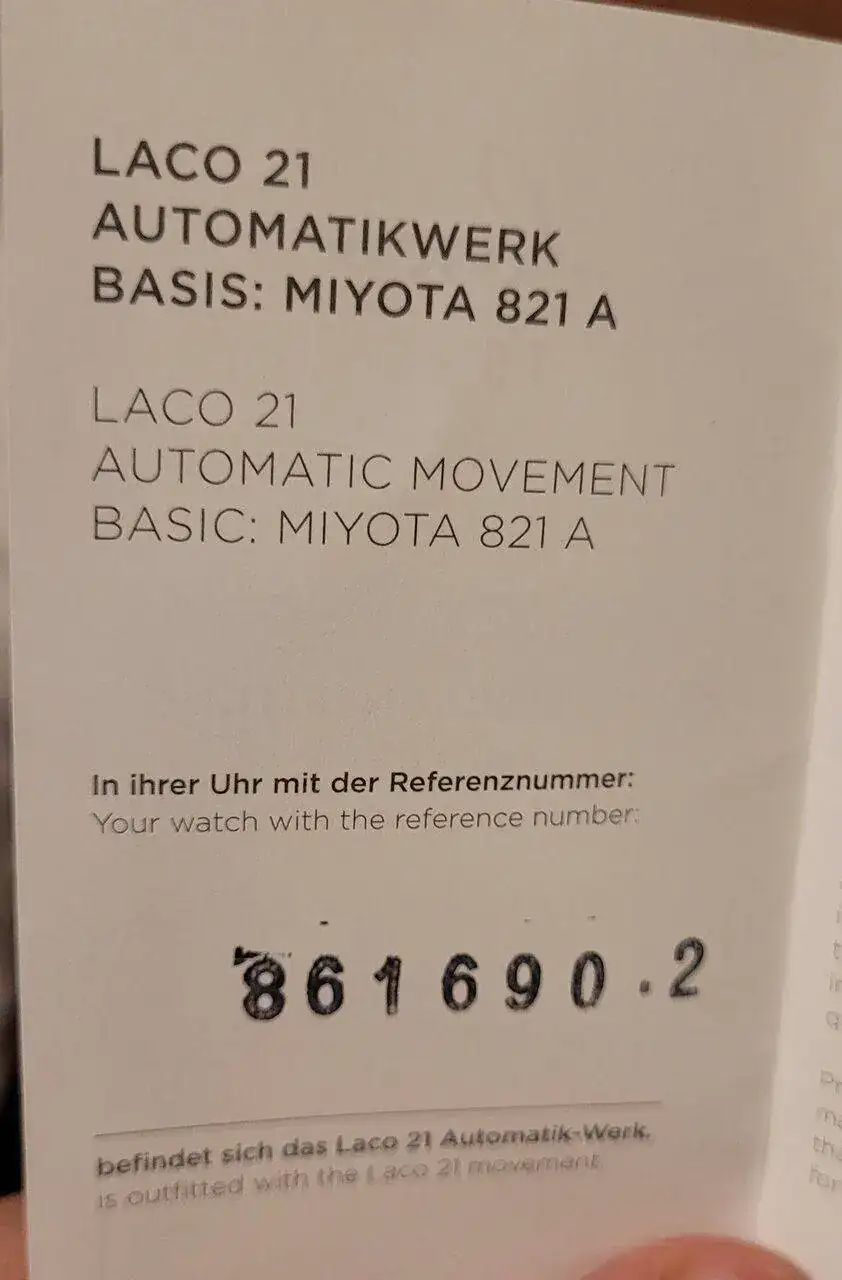 LACO 21
AUTOMATIKWERK
BASIS: MIYOTA 821 A
LACO 21
AUTOMATIC MOVEMENT
BASIC: MIYOTA 821 A
In ihrer Uhr mit der Referenznummer:
Your watch with the reference number:
861690.2
befindet sich das Laco 21 Automatik-Werk.
is outfitted with the Laco 21 movement.